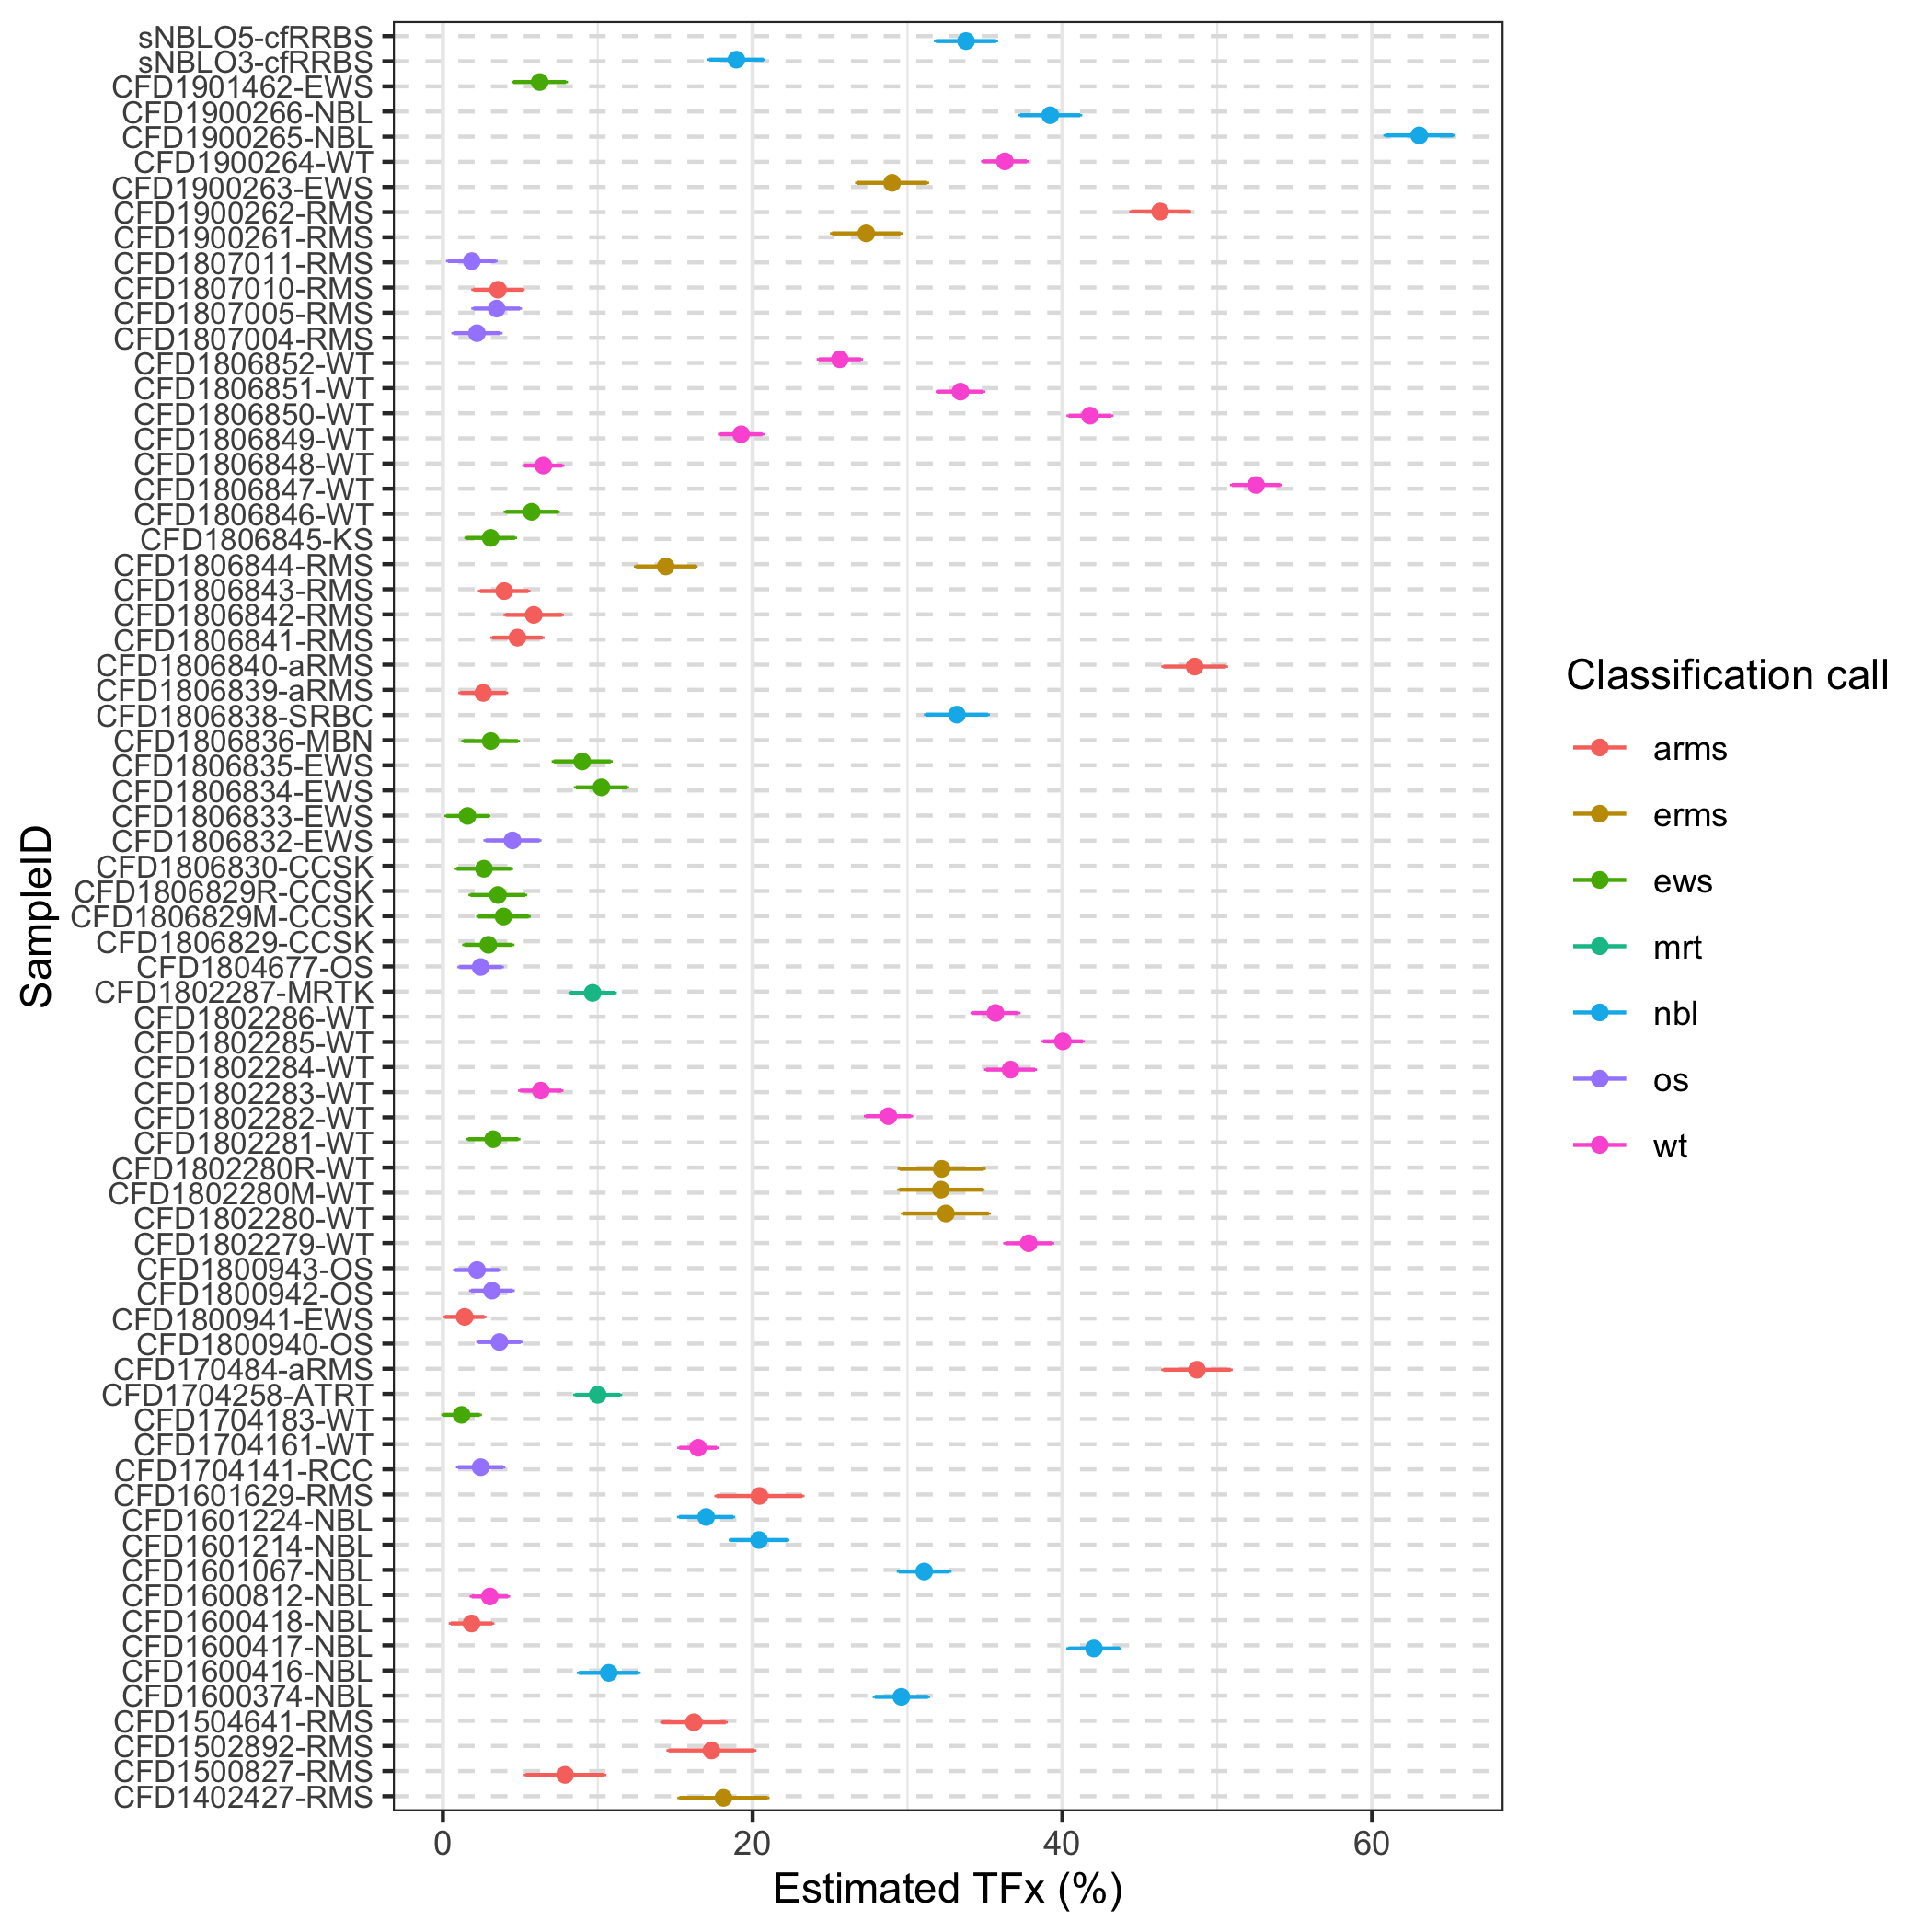 sNBLO5-cfRRBS
sNBLO3-cfRRBS
CFD1901462-EWS
CFD1900266-NBL
CFD1900265-NBL
CFD1900264-WT
CFD1900263-EWS
CFD1900262-RMS
CFD1900261-RMS
CFD1807011-RMS
CFD1807010-RMS
CFD1807005-RMS
CFD1807004-RMS
CFD1806852-WT
CFD1806851-WT
CFD1806850-WT
CFD1806849-WT
CFD1806848-WT
CFD1806847-WT
CFD1806846-WT
CFD1806845-KS
CFD1806844-RMS
CFD1806843-RMS
CFD1806842-RMS
CFD1806841-RMS
CFD1806840-aRMS
CFD1806839-aRMS
CFD1806838-SRBC
CFD1806836-MBN
CFD1806835-EWS
CFD1806834-EWS
CFD1806833-EWS
CFD1806832-EWS
CFD1806830-CCSK
CFD1806829R-CCSK
CFD1806829M-CCSK
CFD1806829-CCSK
CFD1804677-OS
CFD1802287-MRTK
CFD1802286-WT
CFD1802285-WT
CFD1802284-WT
CFD1802283-WT
CFD1802282-WT
CFD1802281-WT
CFD1802280R-WT
CFD1802280M-WT
CFD1802280-WT
CFD1802279-WT
CFD1800943-OS
CFD1800942-OS
CFD1800941-EWS
CFD1800940-OS
CFD170484-aRMS
CFD1704258-ATRT
CFD1704183-WT
CFD1704161-WT
CFD1704141-RCC
CFD1601629-RMS
CFD1601224-NBL
CFD1601214-NBL
CFD1601067-NBL
CFD1600812-NBL
CFD1600418-NBL
CFD1600417-NBL
CFD1600416-NBL
CFD1600374-NBL
CFD1504641-RMS
CFD1502892-RMS
CFD1500827-RMS
CFD1402427-RMS
SampleID
0 20 40 60
Estimated TFx (%)
Classification call
arms
erms
ews
mrt
nbl
os
wt